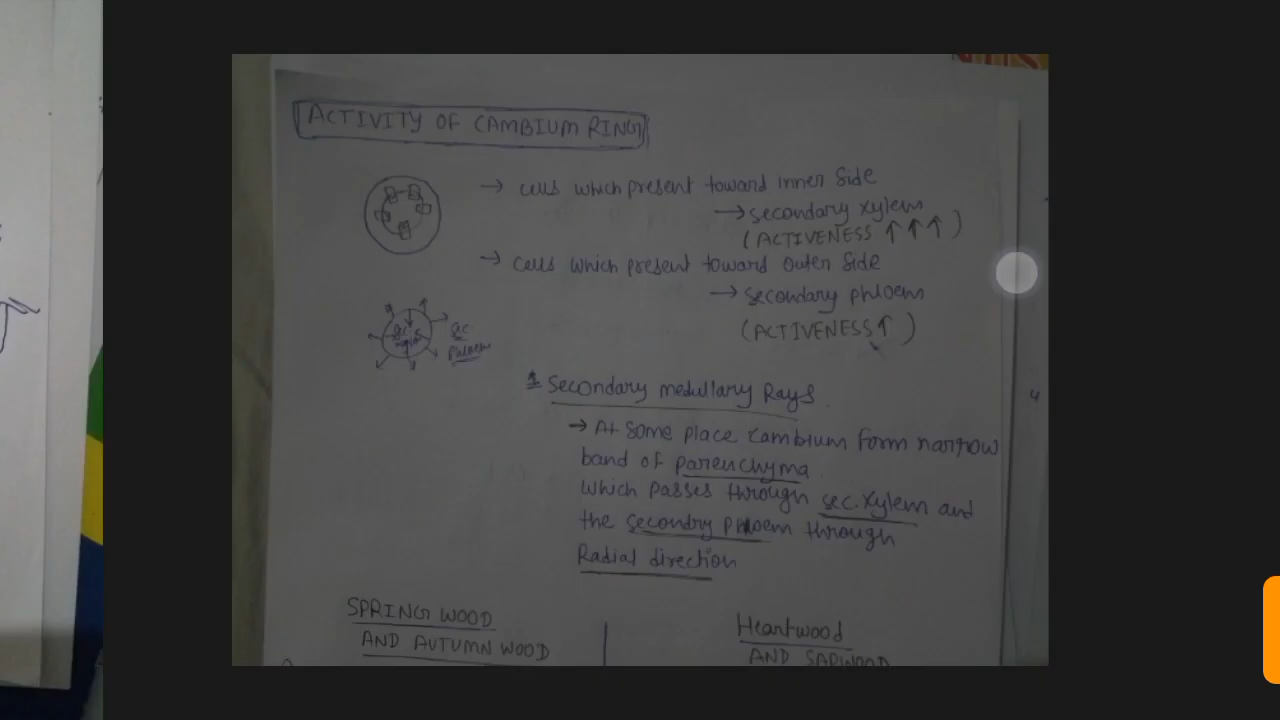 ACTIVITY OF CAMBIUM RING
→ cells which present toward inner side
→ secondary xylem
(ACTIVENESS ↑ ↑ ↑ )
→ cells which present toward outer side
→ secondary phloem
(ACTIVENESS ↑ )
Secondary medullary Rays
→ At some place cambium form narrow
band of parenchyma.
which passes through sec. xylem and
the secondry phloem through
Radial direction
SPRING WOOD
AND AUTUMN WOOD
Heartwood
AND SAPWOOD